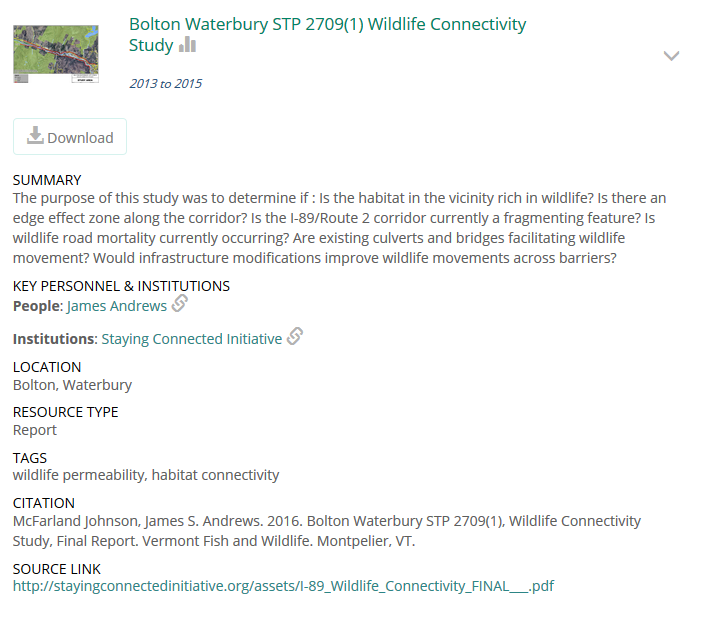 Bolton Waterbury STP 2709(1) Wildlife Connectivity
Study
2013 to 2015
Download
SUMMARY
The purpose of this study was to determine if : Is the habitat in the vicinity rich in wildlife? Is there an
edge effect zone along the corridor? Is the I-89/Route 2 corridor currently a fragmenting feature? Is
wildlife road mortality currently occurring? Are existing culverts and bridges facilitating wildlife
movement? Would infrastructure modifications improve wildlife movements across barriers?
KEY PERSONNEL & INSTITUTIONS
People: James Andrews
Institutions: Staying Connected Initiative
LOCATION
Bolton, Waterbury
RESOURCE TYPE
Report
TAGS
wildlife permeability, habitat connectivity
CITATION
McFarland Johnson, James S. Andrews. 2016. Bolton Waterbury STP 2709(1), Wildlife Connectivity
Study, Final Report. Vermont Fish and Wildlife. Montpelier, VT.
SOURCE LINK
http://stayingconnectedinitiative.org/assets/I-89_Wildlife_Connectivity_FINAL___.pdf